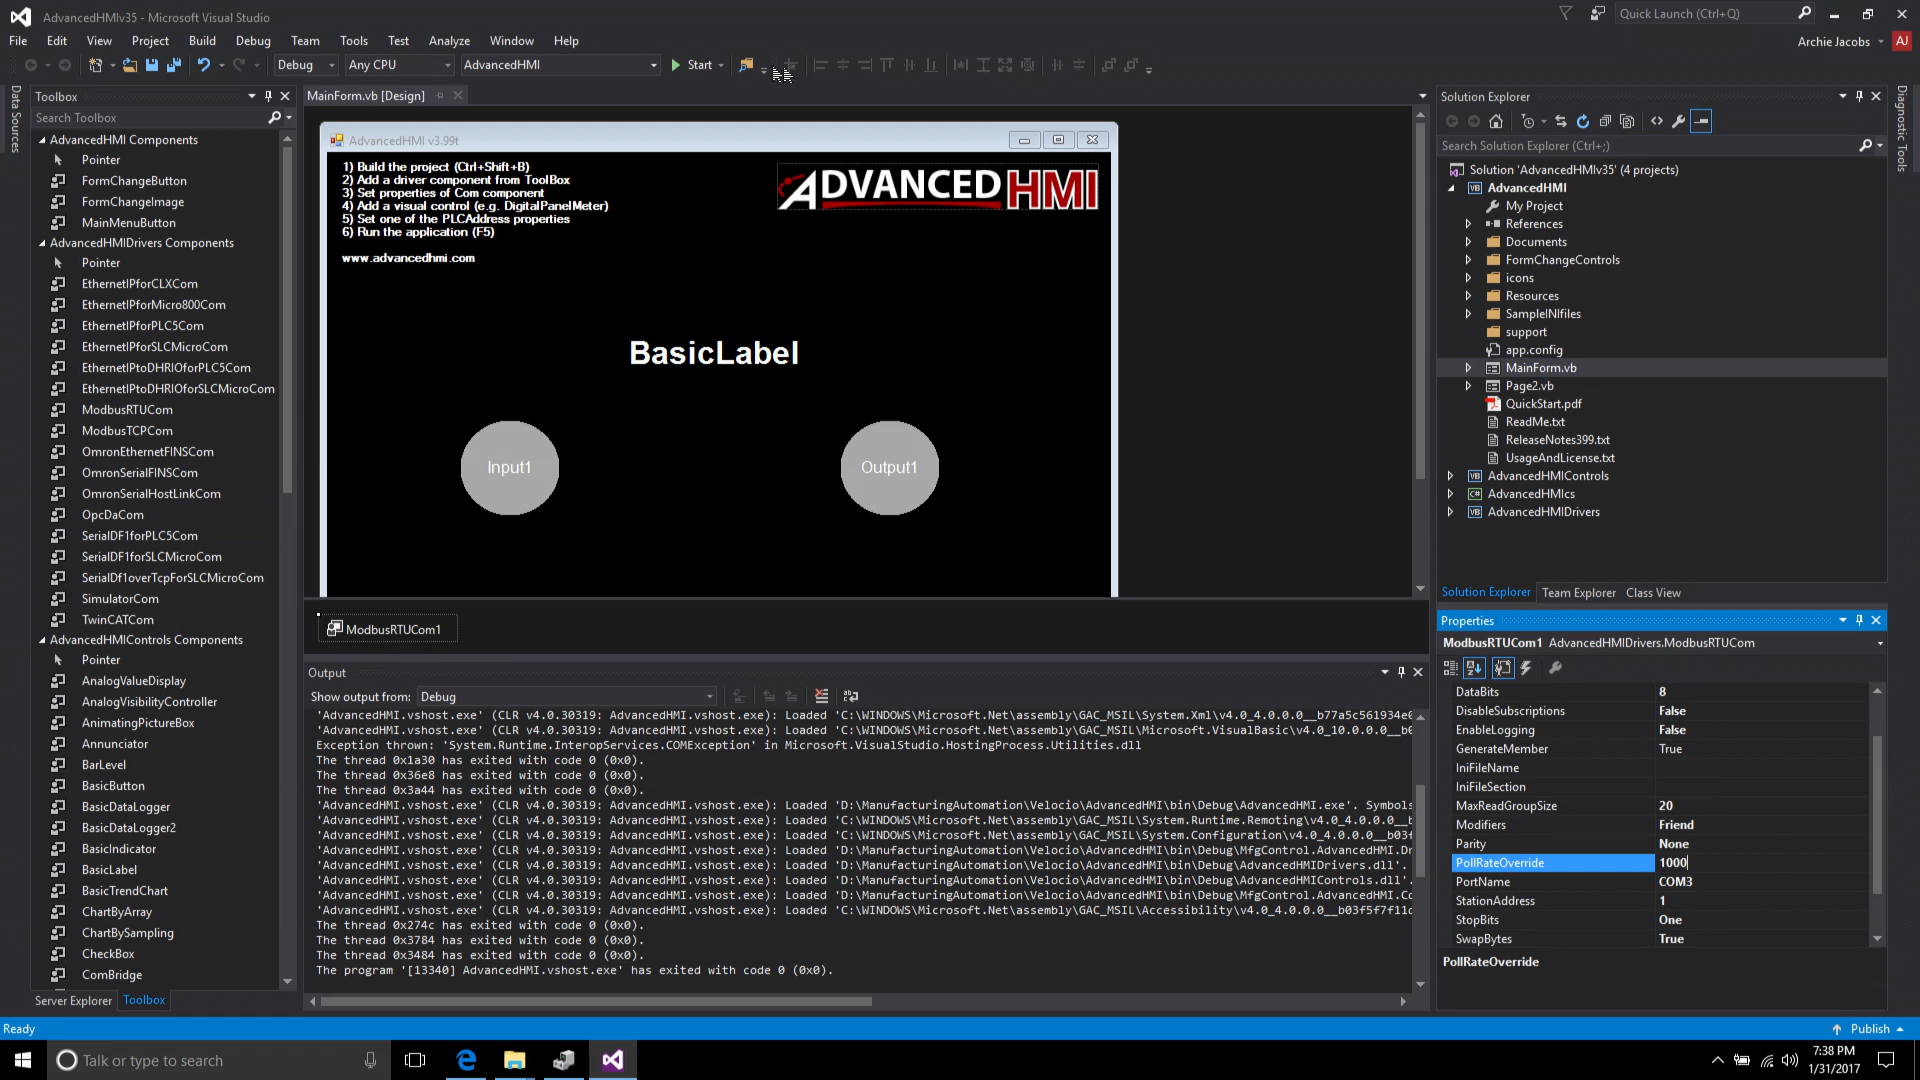 AdvancedHMIv35 - Microsoft Visual Studio
Quick Launch (Ctrl+Q)
File Edit View Project Build Debug Team Tools Test Analyze Window Help
Archie Jacobs AJ
Debug Any CPU AdvancedHMI Start
Data Sources
Toolbox
Search Toolbox
AdvancedHMI Components
Pointer
FormChangeButton
FormChangeImage
MainMenuButton
AdvancedHMIDrivers Components
Pointer
EthernetIPforCLXCom
EthernetIPforMicro800Com
EthernetIPforPLC5Com
EthernetIPforSLCMicroCom
EthernetIPtoDHRIOforPLC5Com
EthernetIPtoDHRIOforSLCMicroCom
ModbusRTUCom
ModbusTCPCom
OmronEthernetFINSCom
OmronSerialFINSCom
OmronSerialHostLinkCom
OpcDaCom
SerialDF1forPLC5Com
SerialDF1forSLCMicroCom
SerialDf1overTcpForSLCMicroCom
SimulatorCom
TwinCATCom
AdvancedHMIControls Components
Pointer
AnalogValueDisplay
AnalogVisibilityController
AnimatingPictureBox
Annunciator
BarLevel
BasicButton
BasicDataLogger
BasicDataLogger2
BasicIndicator
BasicLabel
BasicTrendChart
ChartByArray
ChartBySampling
CheckBox
ComBridge
Server Explorer Toolbox
MainForm.vb [Design]
AdvancedHMI v3.99t
1) Build the project (Ctrl+Shift+B)
2) Add a driver component from ToolBox
3) Set properties of Com component
4) Add a visual control (e.g. DigitalPanelMeter)
5) Set one of the PLCAddress properties
6) Run the application (F5)
www.advancedhmi.com
ADVANCED HMI
BasicLabel
Input1
Output1
ModbusRTUCom1
Output
Show output from: Debug
'AdvancedHMI.vshost.exe' (CLR v4.0.30319: AdvancedHMI.vshost.exe): Loaded 'C:\WINDOWS\Microsoft.Net\assembly\GAC_MSIL\System.Xml\v4.0_4.0.0.0__b77a5c561934e0
'AdvancedHMI.vshost.exe' (CLR v4.0.30319: AdvancedHMI.vshost.exe): Loaded 'C:\WINDOWS\Microsoft.Net\assembly\GAC_MSIL\Microsoft.VisualBasic\v4.0_10.0.0.0__b0
Exception thrown: 'System.Runtime.InteropServices.COMException' in Microsoft.VisualStudio.HostingProcess.Utilities.dll
The thread 0x1a30 has exited with code 0 (0x0).
The thread 0x36e8 has exited with code 0 (0x0).
The thread 0x3a44 has exited with code 0 (0x0).
'AdvancedHMI.vshost.exe' (CLR v4.0.30319: AdvancedHMI.vshost.exe): Loaded 'D:\ManufacturingAutomation\Velocio\AdvancedHMI\bin\Debug\AdvancedHMI.exe'. Symbols
'AdvancedHMI.vshost.exe' (CLR v4.0.30319: AdvancedHMI.vshost.exe): Loaded 'C:\WINDOWS\Microsoft.Net\assembly\GAC_MSIL\System.Runtime.Remoting\v4.0_4.0.0.0__b
'AdvancedHMI.vshost.exe' (CLR v4.0.30319: AdvancedHMI.vshost.exe): Loaded 'C:\WINDOWS\Microsoft.Net\assembly\GAC_MSIL\System.Configuration\v4.0_4.0.0.0__b03f
'AdvancedHMI.vshost.exe' (CLR v4.0.30319: AdvancedHMI.vshost.exe): Loaded 'D:\ManufacturingAutomation\Velocio\AdvancedHMI\bin\Debug\MfgControl.AdvancedHMI.Dr
'AdvancedHMI.vshost.exe' (CLR v4.0.30319: AdvancedHMI.vshost.exe): Loaded 'D:\ManufacturingAutomation\Velocio\AdvancedHMI\bin\Debug\AdvancedHMIDrivers.dll'.
'AdvancedHMI.vshost.exe' (CLR v4.0.30319: AdvancedHMI.vshost.exe): Loaded 'D:\ManufacturingAutomation\Velocio\AdvancedHMI\bin\Debug\AdvancedHMIControls.dll'.
'AdvancedHMI.vshost.exe' (CLR v4.0.30319: AdvancedHMI.vshost.exe): Loaded 'D:\ManufacturingAutomation\Velocio\AdvancedHMI\bin\Debug\MfgControl.AdvancedHMI.Co
'AdvancedHMI.vshost.exe' (CLR v4.0.30319: AdvancedHMI.vshost.exe): Loaded 'C:\WINDOWS\Microsoft.Net\assembly\GAC_MSIL\Accessibility\v4.0_4.0.0.0__b03f5f7f11d
The thread 0x274c has exited with code 0 (0x0).
The thread 0x3784 has exited with code 0 (0x0).
The thread 0x3484 has exited with code 0 (0x0).
The program '[13340] AdvancedHMI.vshost.exe' has exited with code 0 (0x0).
Solution Explorer
Search Solution Explorer (Ctrl+;)
Solution 'AdvancedHMIv35' (4 projects)
AdvancedHMI
My Project
References
Documents
FormChangeControls
icons
Resources
SampleINIfiles
support
app.config
MainForm.vb
Page2.vb
QuickStart.pdf
ReadMe.txt
ReleaseNotes399.txt
UsageAndLicense.txt
AdvancedHMIControls
AdvancedHMIcs
AdvancedHMIDrivers
Solution Explorer Team Explorer Class View
Diagnostic Tools
Properties
ModbusRTUCom1 AdvancedHMIDrivers.ModbusRTUCom
DataBits 8
DisableSubscriptions False
EnableLogging False
GenerateMember True
IniFileName
IniFileSection
MaxReadGroupSize 20
Modifiers Friend
Parity None
PollRateOverride 1000
PortName COM3
StationAddress 1
StopBits One
SwapBytes True
PollRateOverride
Ready
Publish
Talk or type to search
7:38 PM
1/31/2017